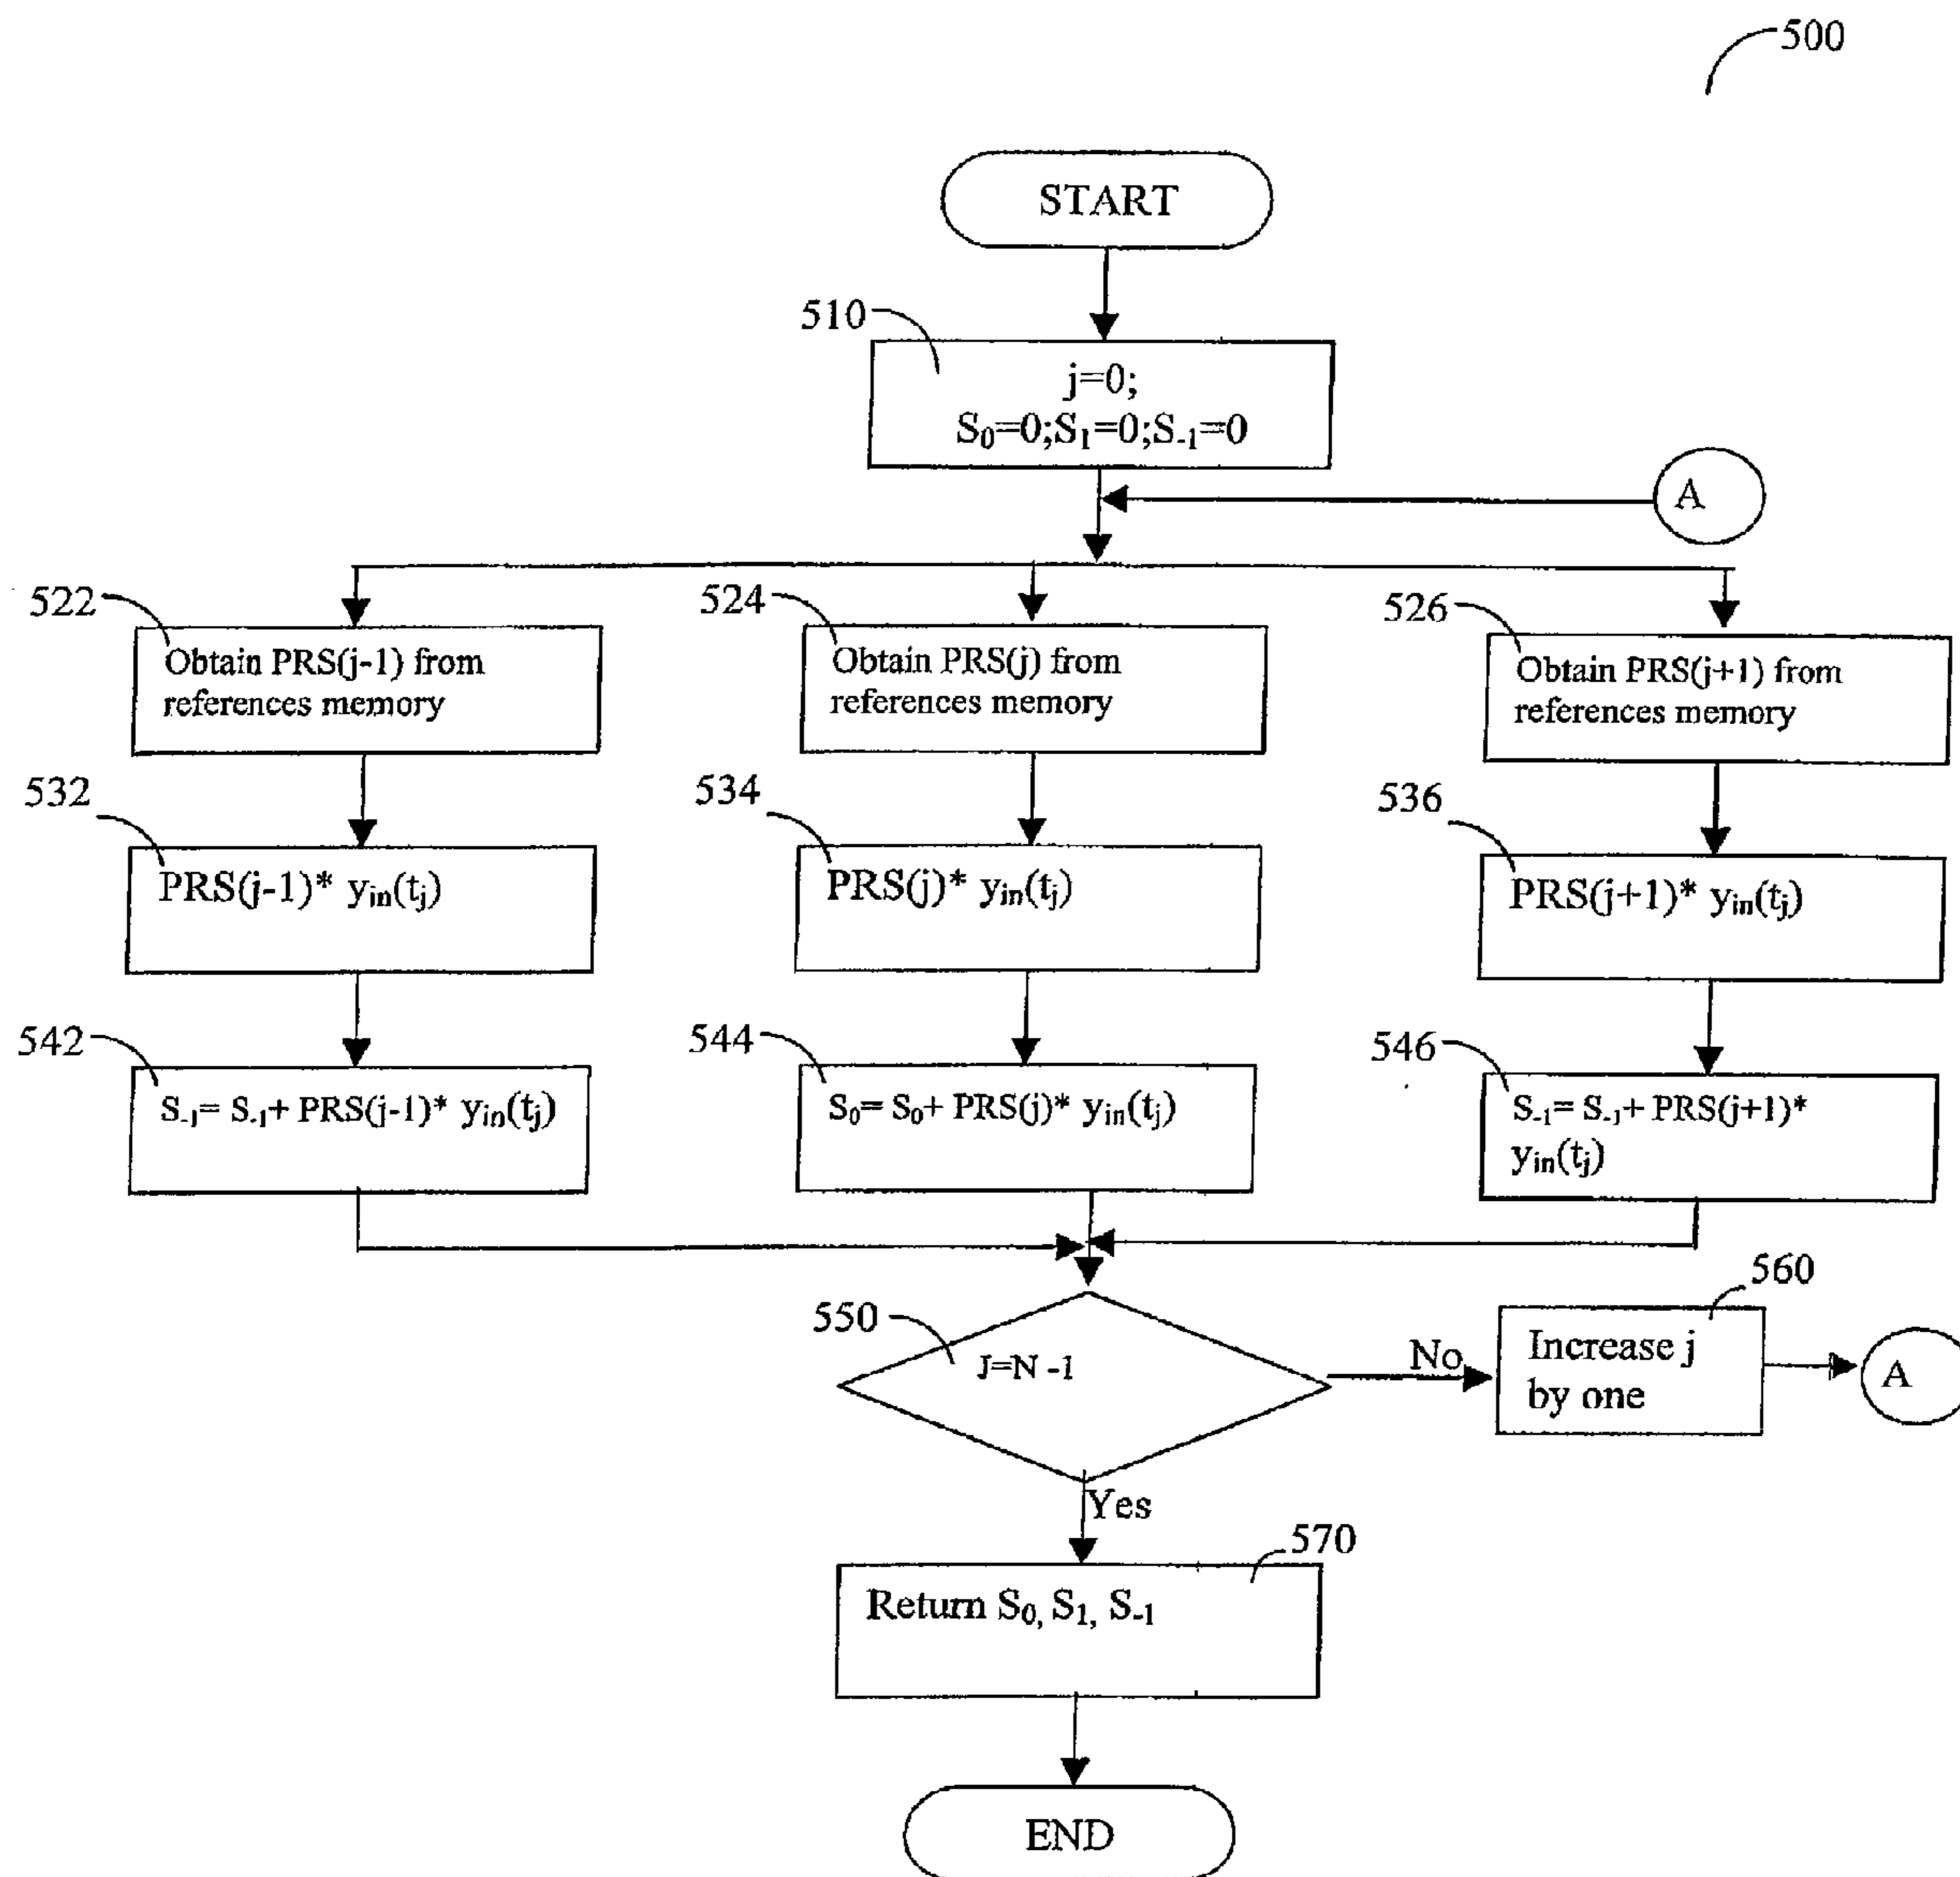 500
START
510
j=0;
S₀=0;S₁=0;S₋₁=0
A
522
Obtain PRS(j-1) from
references memory
524
Obtain PRS(j) from
references memory
526
Obtain PRS(j+1) from
references memory
532
PRS(j-1)* yᵢₙ(tⱼ)
534
PRS(j)* yᵢₙ(tⱼ)
536
PRS(j+1)* yᵢₙ(tⱼ)
542
S₋₁= S₋₁+ PRS(j-1)* yᵢₙ(tⱼ)
544
S₀= S₀+ PRS(j)* yᵢₙ(tⱼ)
546
S₋₁= S₋₁+ PRS(j+1)*
yᵢₙ(tⱼ)
550
J=N -1
No
560
Increase j
by one
A
Yes
570
Return S₀, S₁, S₋₁
END